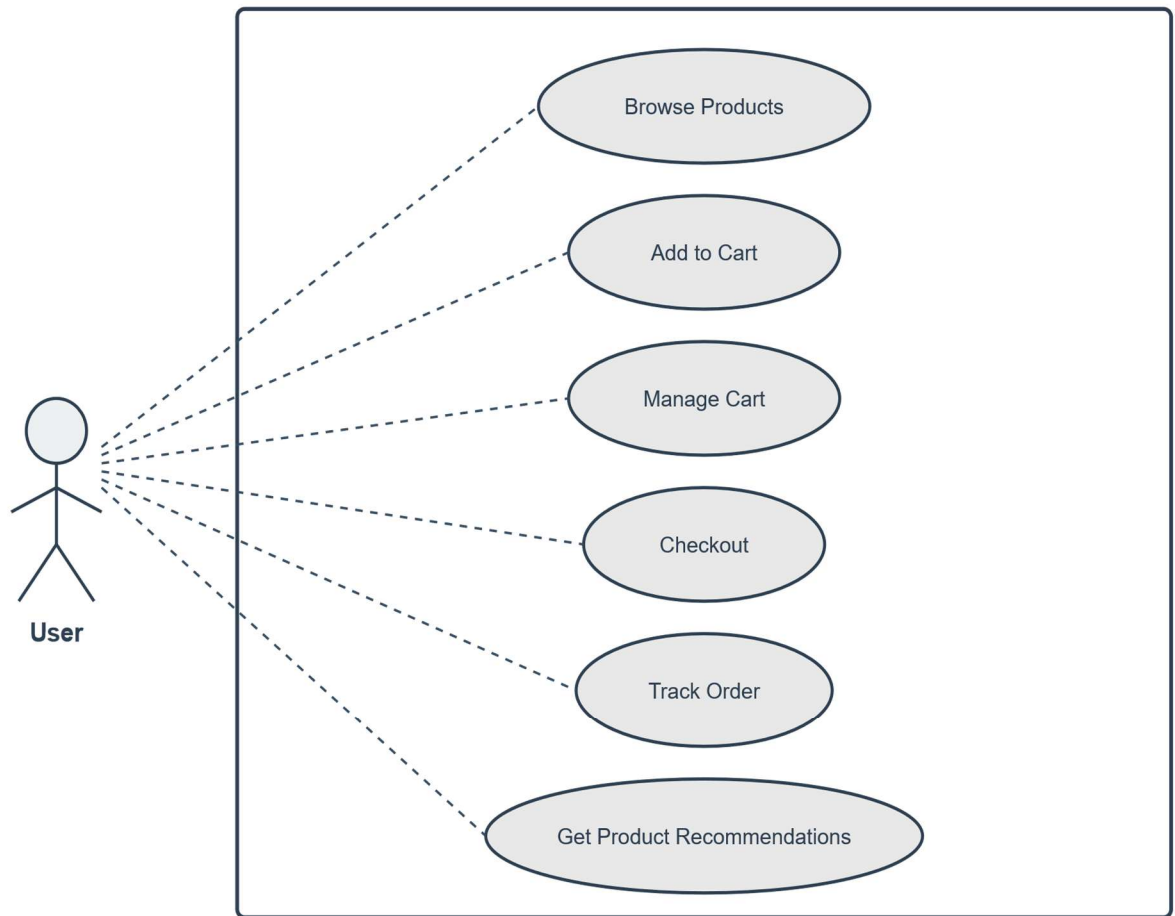 Browse Products
Add to Cart
Manage Cart
Checkout
User
Track Order
Get Product Recommendations